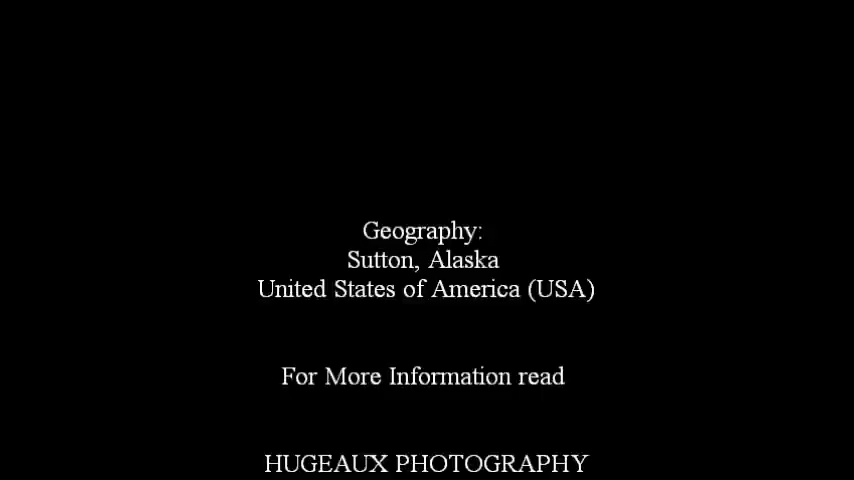 Geography:
Sutton, Alaska
United States of America (USA)
For More Information read
HUGEAUX PHOTOGRAPHY